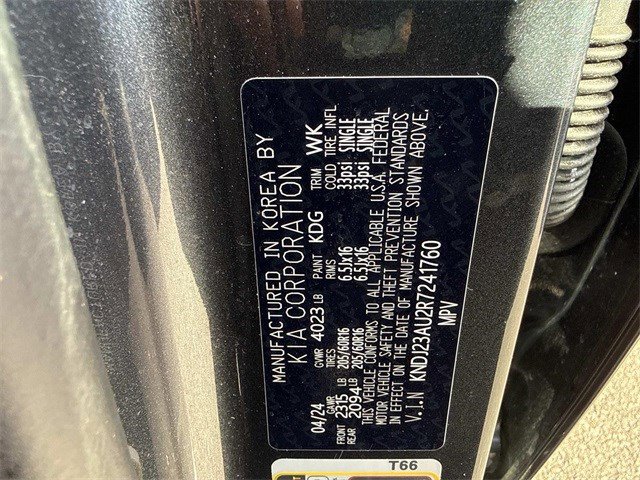 MANUFACTURED IN KOREA BY
KIA CORPORATION
04/24 GVWR 4023 LB PAINT KDG TRIM WK
GAWR TIRES RIMS COLD TIRE INFL
FRONT 2315 LB 205/60R16 6.5Jx16 33psi SINGLE
REAR 2094 LB 205/60R16 6.5Jx16 33psi SINGLE
THIS VEHICLE CONFORMS TO ALL APPLICABLE U.S.A. FEDERAL
MOTOR VEHICLE SAFETY AND THEFT PREVENTION STANDARDS
IN EFFECT ON THE DATE OF MANUFACTURE SHOWN ABOVE.
V.I.N KNDJ23AU2R7241760
MPV
T66